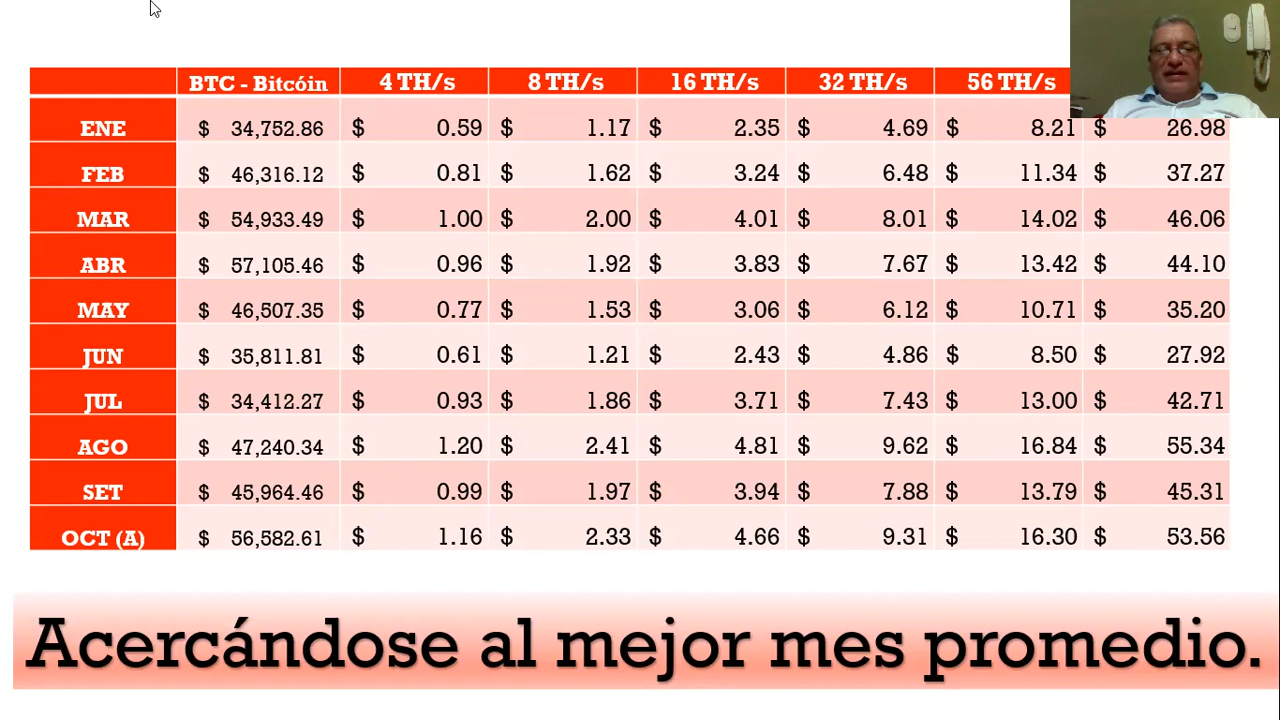 BTC - Bitcóin 4 TH/s 8 TH/s 16 TH/s 32 TH/s 56 TH/s
ENE $ 34,752.86 $ 0.59 $ 1.17 $ 2.35 $ 4.69 $ 8.21 $ 26.98
FEB $ 46,316.12 $ 0.81 $ 1.62 $ 3.24 $ 6.48 $ 11.34 $ 37.27
MAR $ 54,933.49 $ 1.00 $ 2.00 $ 4.01 $ 8.01 $ 14.02 $ 46.06
ABR $ 57,105.46 $ 0.96 $ 1.92 $ 3.83 $ 7.67 $ 13.42 $ 44.10
MAY $ 46,507.35 $ 0.77 $ 1.53 $ 3.06 $ 6.12 $ 10.71 $ 35.20
JUN $ 35,811.81 $ 0.61 $ 1.21 $ 2.43 $ 4.86 $ 8.50 $ 27.92
JUL $ 34,412.27 $ 0.93 $ 1.86 $ 3.71 $ 7.43 $ 13.00 $ 42.71
AGO $ 47,240.34 $ 1.20 $ 2.41 $ 4.81 $ 9.62 $ 16.84 $ 55.34
SET $ 45,964.46 $ 0.99 $ 1.97 $ 3.94 $ 7.88 $ 13.79 $ 45.31
OCT (A) $ 56,582.61 $ 1.16 $ 2.33 $ 4.66 $ 9.31 $ 16.30 $ 53.56
Acercándose al mejor mes promedio.